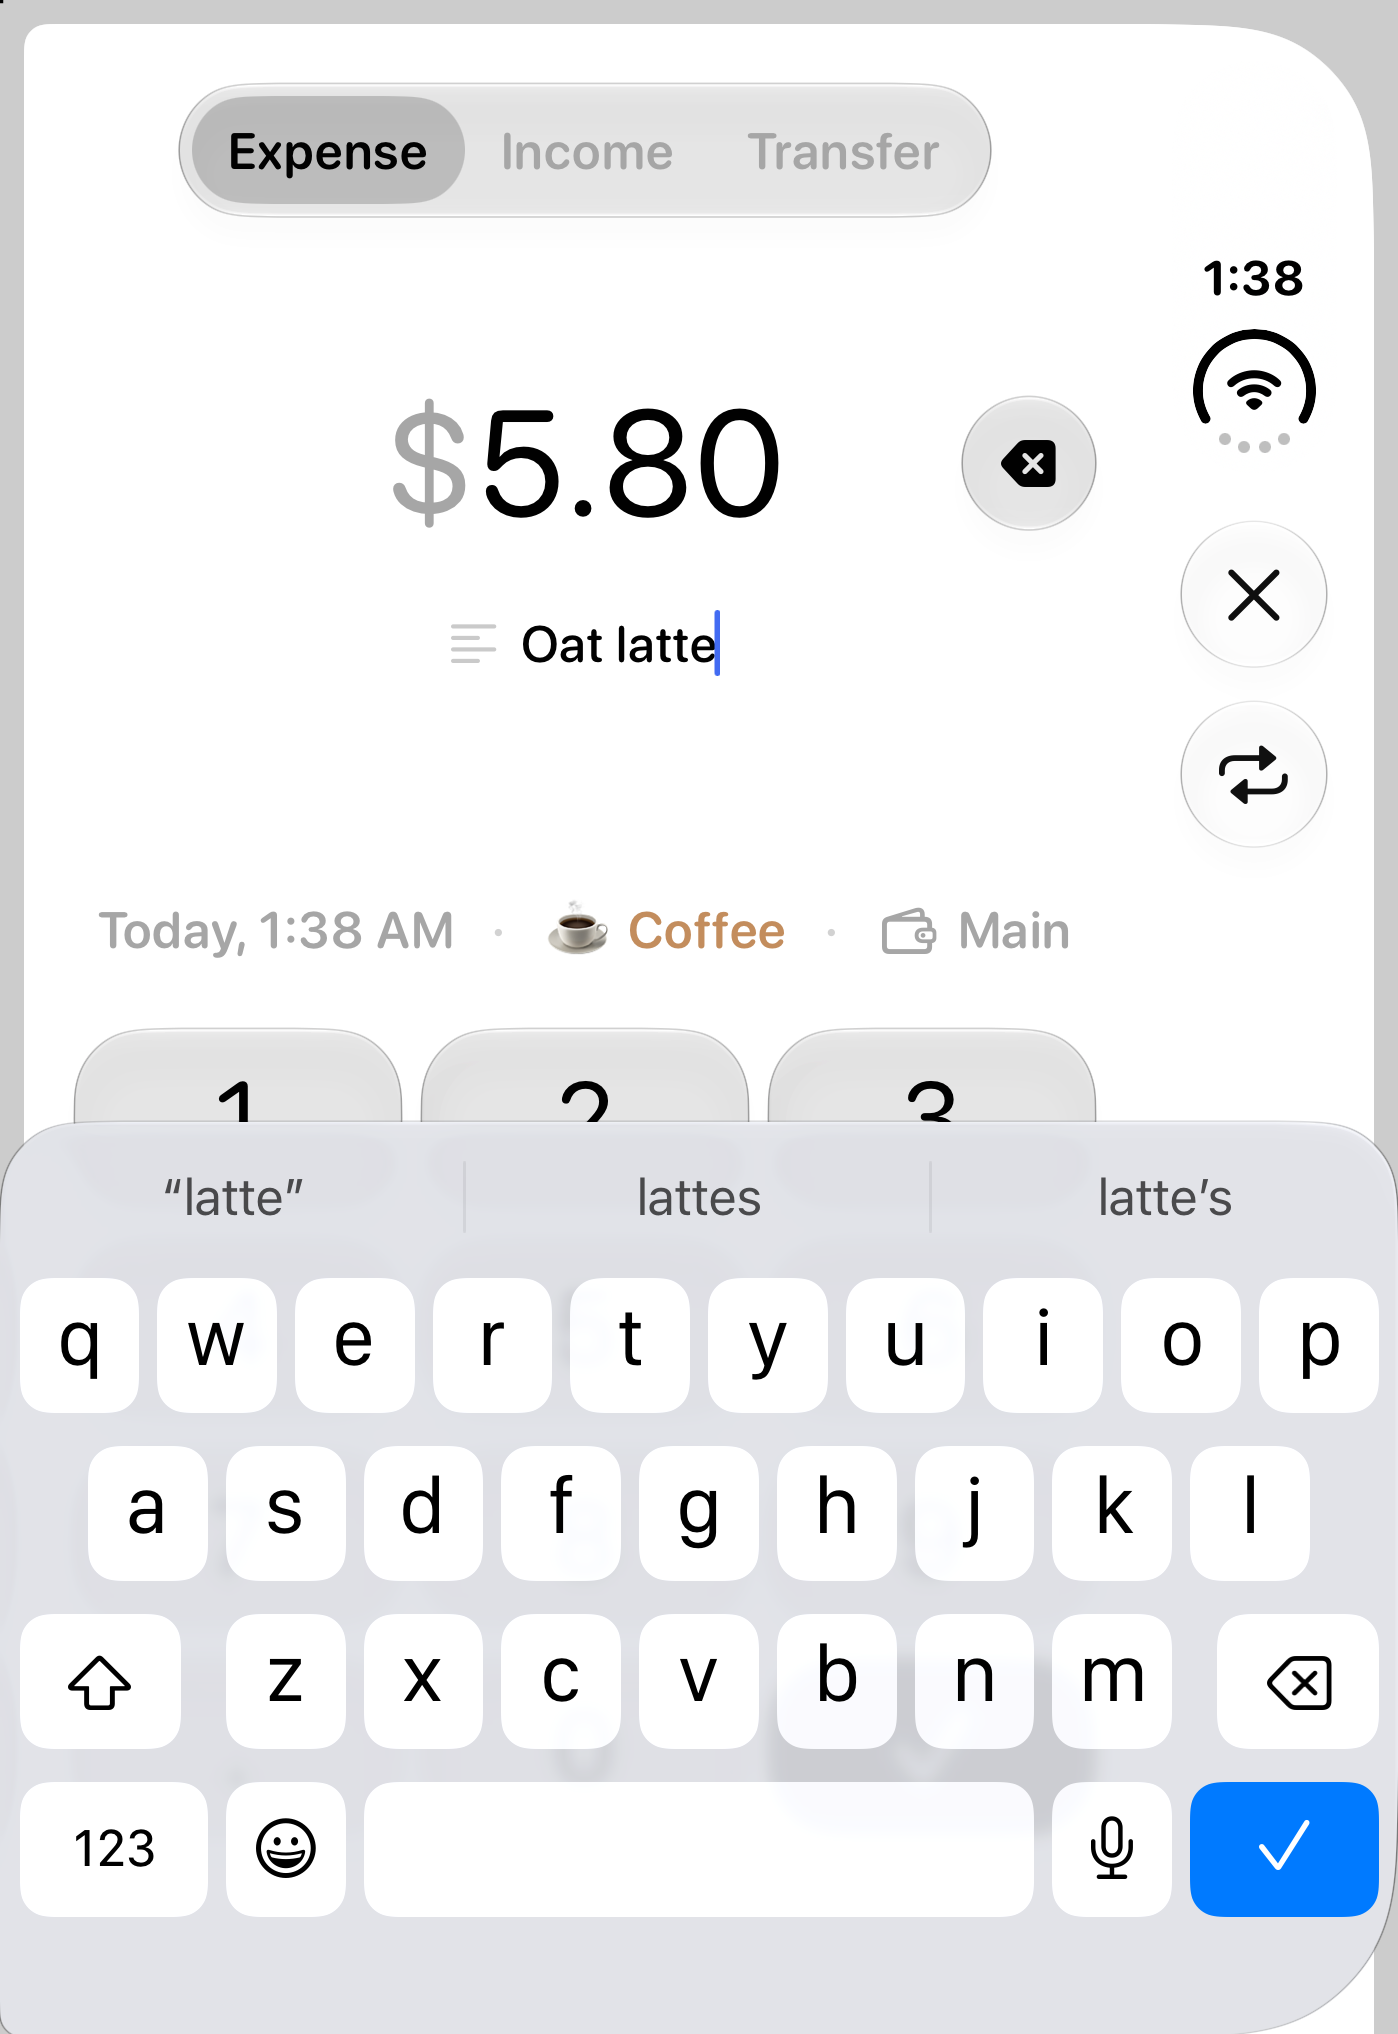 Expense Income Transfer
1:38
$5.80
Oat latte
Today, 1:38 AM · Coffee · Main
1 2 3
“latte” lattes latte’s
q w e r t y u i o p
a s d f g h j k l
z x c v b n m
123